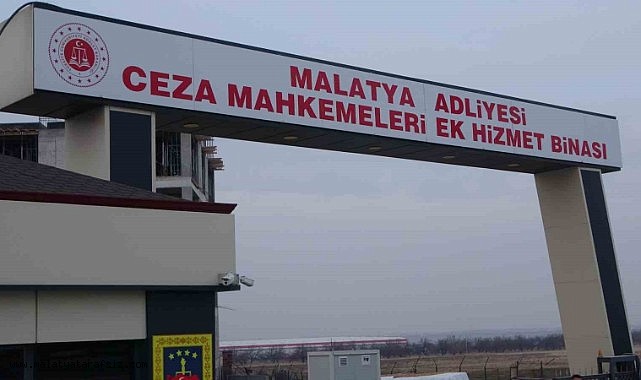 MALATYA ADLİYESİ
CEZA MAHKEMELERİ EK HİZMET BİNASI